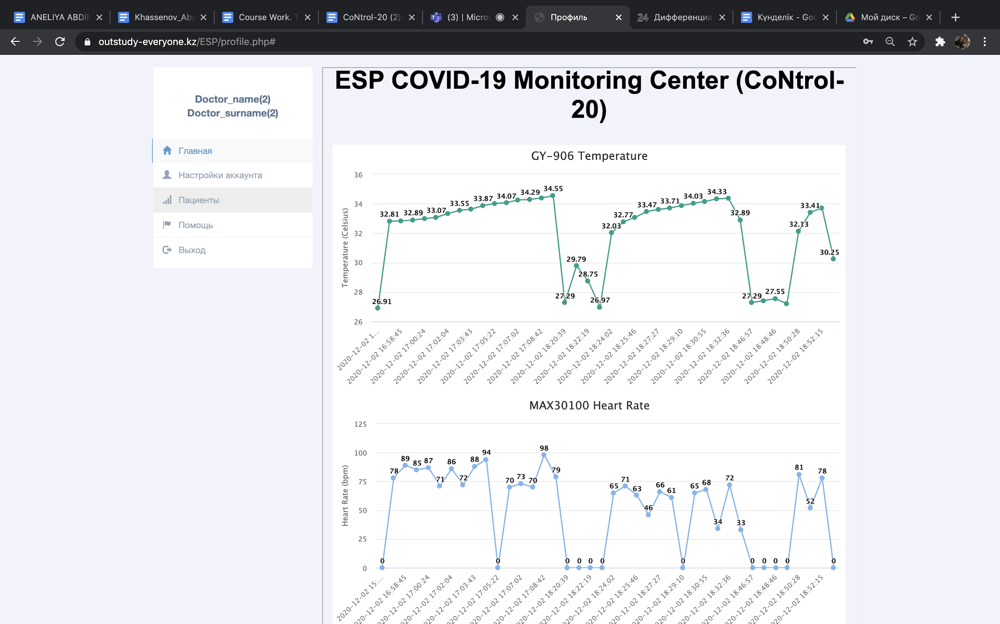 ANELIYA ABDI
Khassenov_Aby
Course Work. T
CoNtrol-20 (2)
(3) | Micros
Профиль
24 Дифференциа
Күнделік - Goo
Мой диск – Go
outstudy-everyone.kz/ESP/profile.php#
Doctor_name(2)
Doctor_surname(2)
Главная
Настройки аккаунта
Пациенты
Помощь
Выход
ESP COVID-19 Monitoring Center (CoNtrol-
20)
GY-906 Temperature
Temperature (Celsius)
36
34
32
30
28
26
26.91 32.81 32.89 33.07 33.55 33.87 34.07 34.29 34.55 27.29 29.79 28.75 26.97 32.03 32.77 33.47 33.71 34.03 34.33 32.89 27.29 27.55 32.13 33.41 30.25
2020-12-02 1...
2020-12-02 16:58:45
2020-12-02 17:00:24
2020-12-02 17:02:04
2020-12-02 17:03:43
2020-12-02 17:05:22
2020-12-02 17:07:02
2020-12-02 17:08:42
2020-12-02 18:20:39
2020-12-02 18:22:19
2020-12-02 18:24:02
2020-12-02 18:25:46
2020-12-02 18:27:27
2020-12-02 18:29:10
2020-12-02 18:30:55
2020-12-02 18:32:36
2020-12-02 18:46:57
2020-12-02 18:48:46
2020-12-02 18:50:28
2020-12-02 18:52:15
MAX30100 Heart Rate
Heart Rate (bpm)
125
100
75
50
25
0
0 78 89 85 87 71 86 72 88 94 0 70 73 70 98 79 0 0 0 0 65 71 63 46 66 61 0 65 68 34 72 33 0 0 0 0 81 52 78 0
2020-12-02 15:...
2020-12-02 16:58:45
2020-12-02 17:00:24
2020-12-02 17:02:04
2020-12-02 17:03:43
2020-12-02 17:05:22
2020-12-02 17:07:02
2020-12-02 17:08:42
2020-12-02 18:20:39
2020-12-02 18:22:19
020-12-02 18:24:02
020-12-02 18:25:46
020-12-02 18:27:27
020-12-02 18:29:10
020-12-02 18:30:55
020-12-02 18:32:36
020-12-02 18:46:57
020-12-02 18:48:46
020-12-02 18:50:28
020-12-02 18:52:15